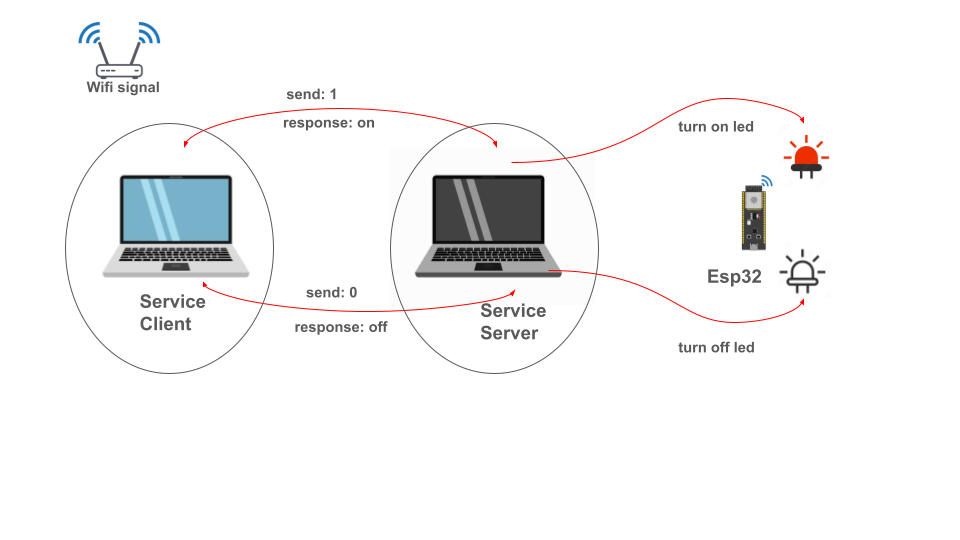 Wifi signal
send: 1
response: on
turn on led
Esp32
send: 0
response: off
Service
Client
Service
Server
turn off led